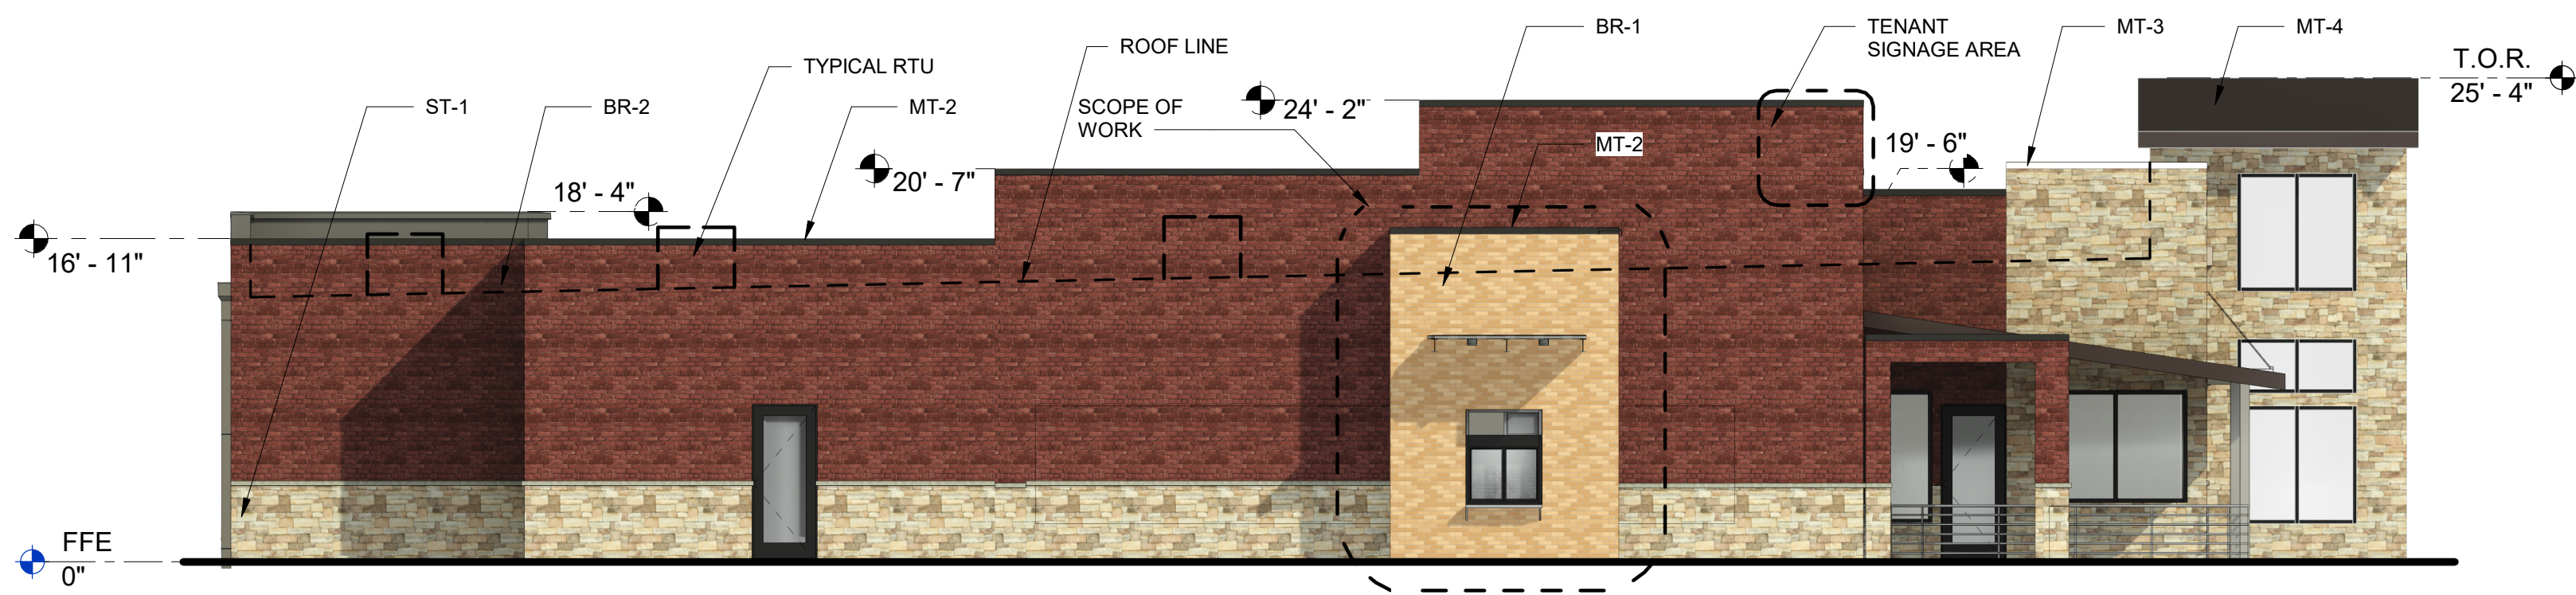 BR-1
TENANT
SIGNAGE AREA
MT-3
MT-4
ROOF LINE
T.O.R.
25' - 4"
TYPICAL RTU
ST-1
BR-2
MT-2
SCOPE OF
WORK
24' - 2"
MT-2
19' - 6"
20' - 7"
18' - 4"
16' - 11"
FFE
0"